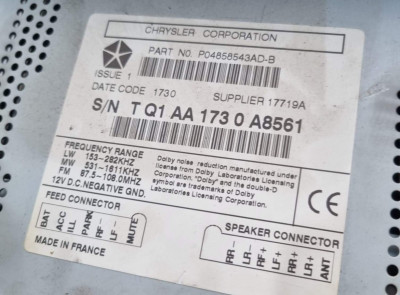 CHRYSLER CORPORATION
PART NO. P04858543AD-B
ISSUE 1
DATE CODE 1730 SUPPLIER 17719A
S/N T Q1 AA 173 0 A8561
FREQUENCY RANGE
LW 153-282KHZ
MW 531-1611KHZ
FM 87.5-108.0MHZ
12V D.C. NEGATIVE GND.
Dolby noise reduction manufactured under
license from Dolby Laboratories Licensing
Corporation. "Dolby" and the double-D
symbol are trademarks of Dolby
Laboratories Licensing Corporation.
CE
FEED CONNECTOR
BAT
ACC
ILL
PARK
RF-
LF-
MUTE
SPEAKER CONNECTOR
RR-
LR-
RF+
LF+
RR+
LR+
ANT
MADE IN FRANCE